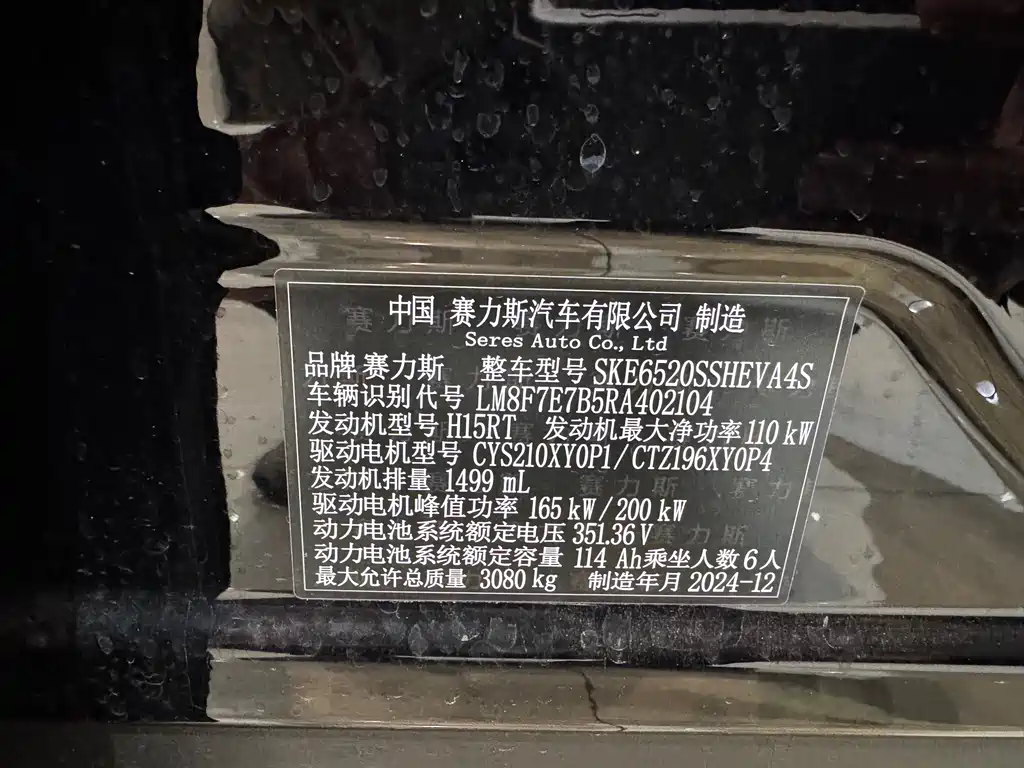 中国 赛力斯汽车有限公司 制造
Seres Auto Co., Ltd
品牌 赛力斯 整车型号 SKE6520SSHEVA4S
车辆识别代号 LM8F7E7B5RA402104
发动机型号 H15RT 发动机最大净功率 110 kW
驱动电机型号 CYS210XY0P1/CTZ196XY0P4
发动机排量 1499 mL
驱动电机峰值功率 165 kW/200 kW
动力电池系统额定电压 351.36 V
动力电池系统额定容量 114 Ah 乘坐人数 6 人
最大允许总质量 3080 kg 制造年月 2024-12